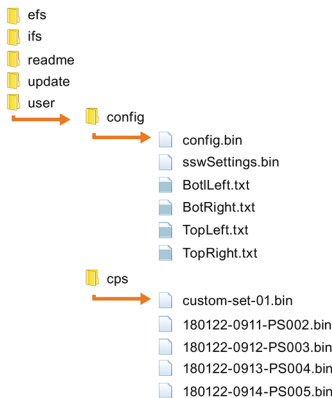 efs
ifs
readme
update
user
config
config.bin
sswSettings.bin
BotlLeft.txt
BotRight.txt
TopLeft.txt
TopRight.txt
cps
custom-set-01.bin
180122-0911-PS002.bin
180122-0912-PS003.bin
180122-0913-PS004.bin
180122-0914-PS005.bin